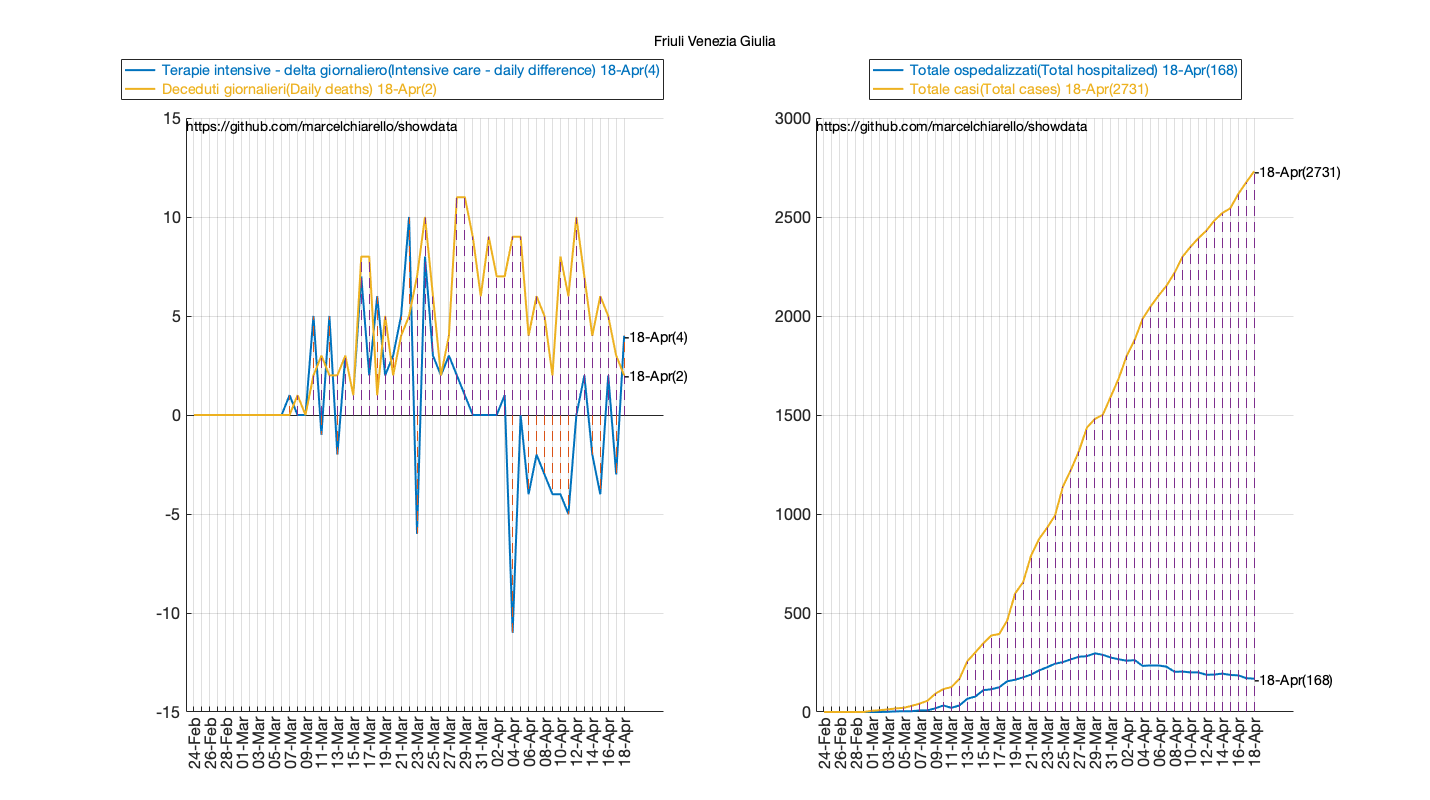 Friuli Venezia Giulia
Terapie intensive - delta giornaliero(Intensive care - daily difference) 18-Apr(4)
Deceduti giornalieri(Daily deaths) 18-Apr(2)
https://github.com/marcelchiarello/showdata
15
10
5
0
-5
-10
-15
18-Apr(4)
18-Apr(2)
24-Feb
26-Feb
28-Feb
01-Mar
03-Mar
05-Mar
07-Mar
09-Mar
11-Mar
13-Mar
15-Mar
17-Mar
19-Mar
21-Mar
23-Mar
25-Mar
27-Mar
29-Mar
31-Mar
02-Apr
04-Apr
06-Apr
08-Apr
10-Apr
12-Apr
14-Apr
16-Apr
18-Apr
Totale ospedalizzati(Total hospitalized) 18-Apr(168)
Totale casi(Total cases) 18-Apr(2731)
https://github.com/marcelchiarello/showdata
3000
2500
2000
1500
1000
500
0
18-Apr(2731)
18-Apr(168)
24-Feb
26-Feb
28-Feb
01-Mar
03-Mar
05-Mar
07-Mar
09-Mar
11-Mar
13-Mar
15-Mar
17-Mar
19-Mar
21-Mar
23-Mar
25-Mar
27-Mar
29-Mar
31-Mar
02-Apr
04-Apr
06-Apr
08-Apr
10-Apr
12-Apr
14-Apr
16-Apr
18-Apr